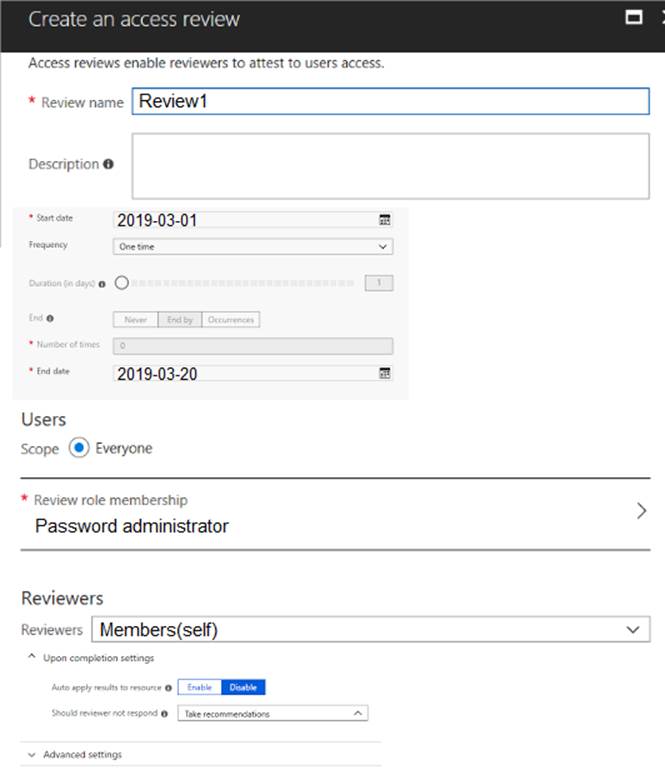 Create an access review
Access reviews enable reviewers to attest to users access.
* Review name Review1
Description
* Start date 2019-03-01
Frequency One time
Duration (in days) 1
End Never End by Occurrences
* Number of times 0
* End date 2019-03-20
Users
Scope Everyone
* Review role membership
Password administrator
Reviewers
Reviewers Members(self)
Upon completion settings
Auto apply results to resource Enable Disable
Should reviewer not respond Take recommendations
Advanced settings